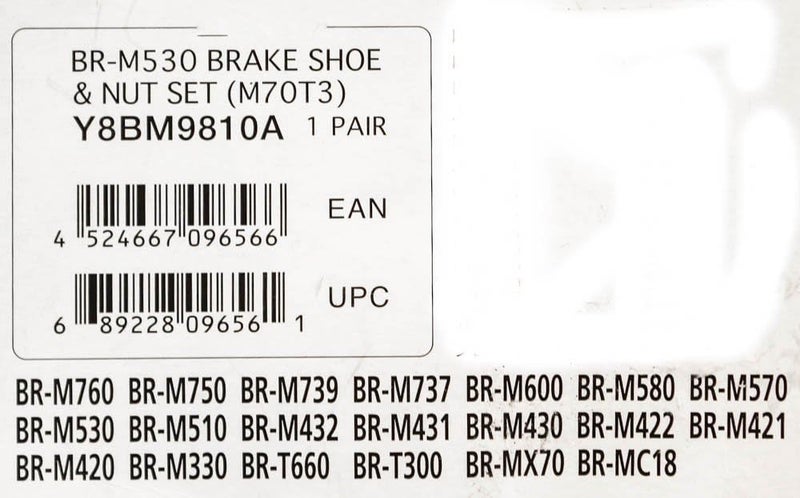 BR-M530 BRAKE SHOE
& NUT SET (M70T3)
Y8BM9810A 1 PAIR
EAN
4 524667 096566
UPC
6 89228 09656 1
BR-M760 BR-M750 BR-M739 BR-M737 BR-M600 BR-M580 BR-M570
BR-M530 BR-M510 BR-M432 BR-M431 BR-M430 BR-M422 BR-M421
BR-M420 BR-M330 BR-T660 BR-T300 BR-MX70 BR-MC18